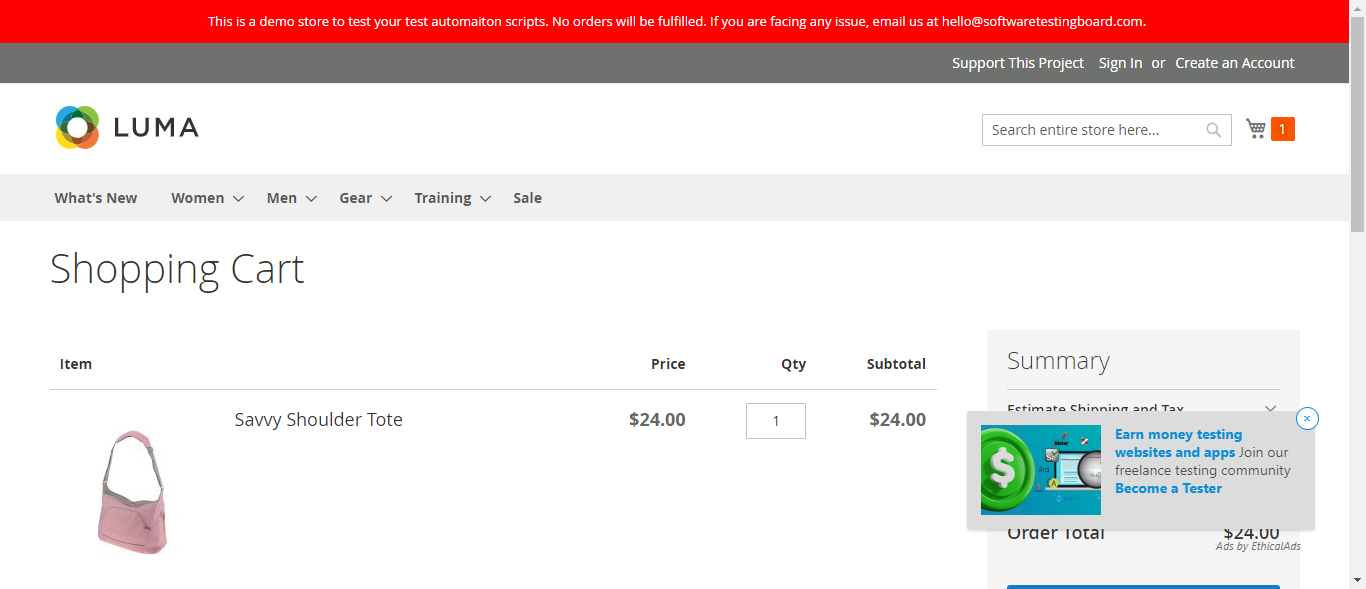 This is a demo store to test your test automaiton scripts. No orders will be fulfilled. If you are facing any issue, email us at hello@softwaretestingboard.com.
Support This Project Sign In or Create an Account
LUMA
Search entire store here...
1
What's New Women Men Gear Training Sale
Shopping Cart
Item Price Qty Subtotal
Savvy Shoulder Tote $24.00 1 $24.00
Summary
Estimate Shipping and Tax
Earn money testing
websites and apps Join our
freelance testing community
Become a Tester
Order Total $24.00
Ads by EthicalAds